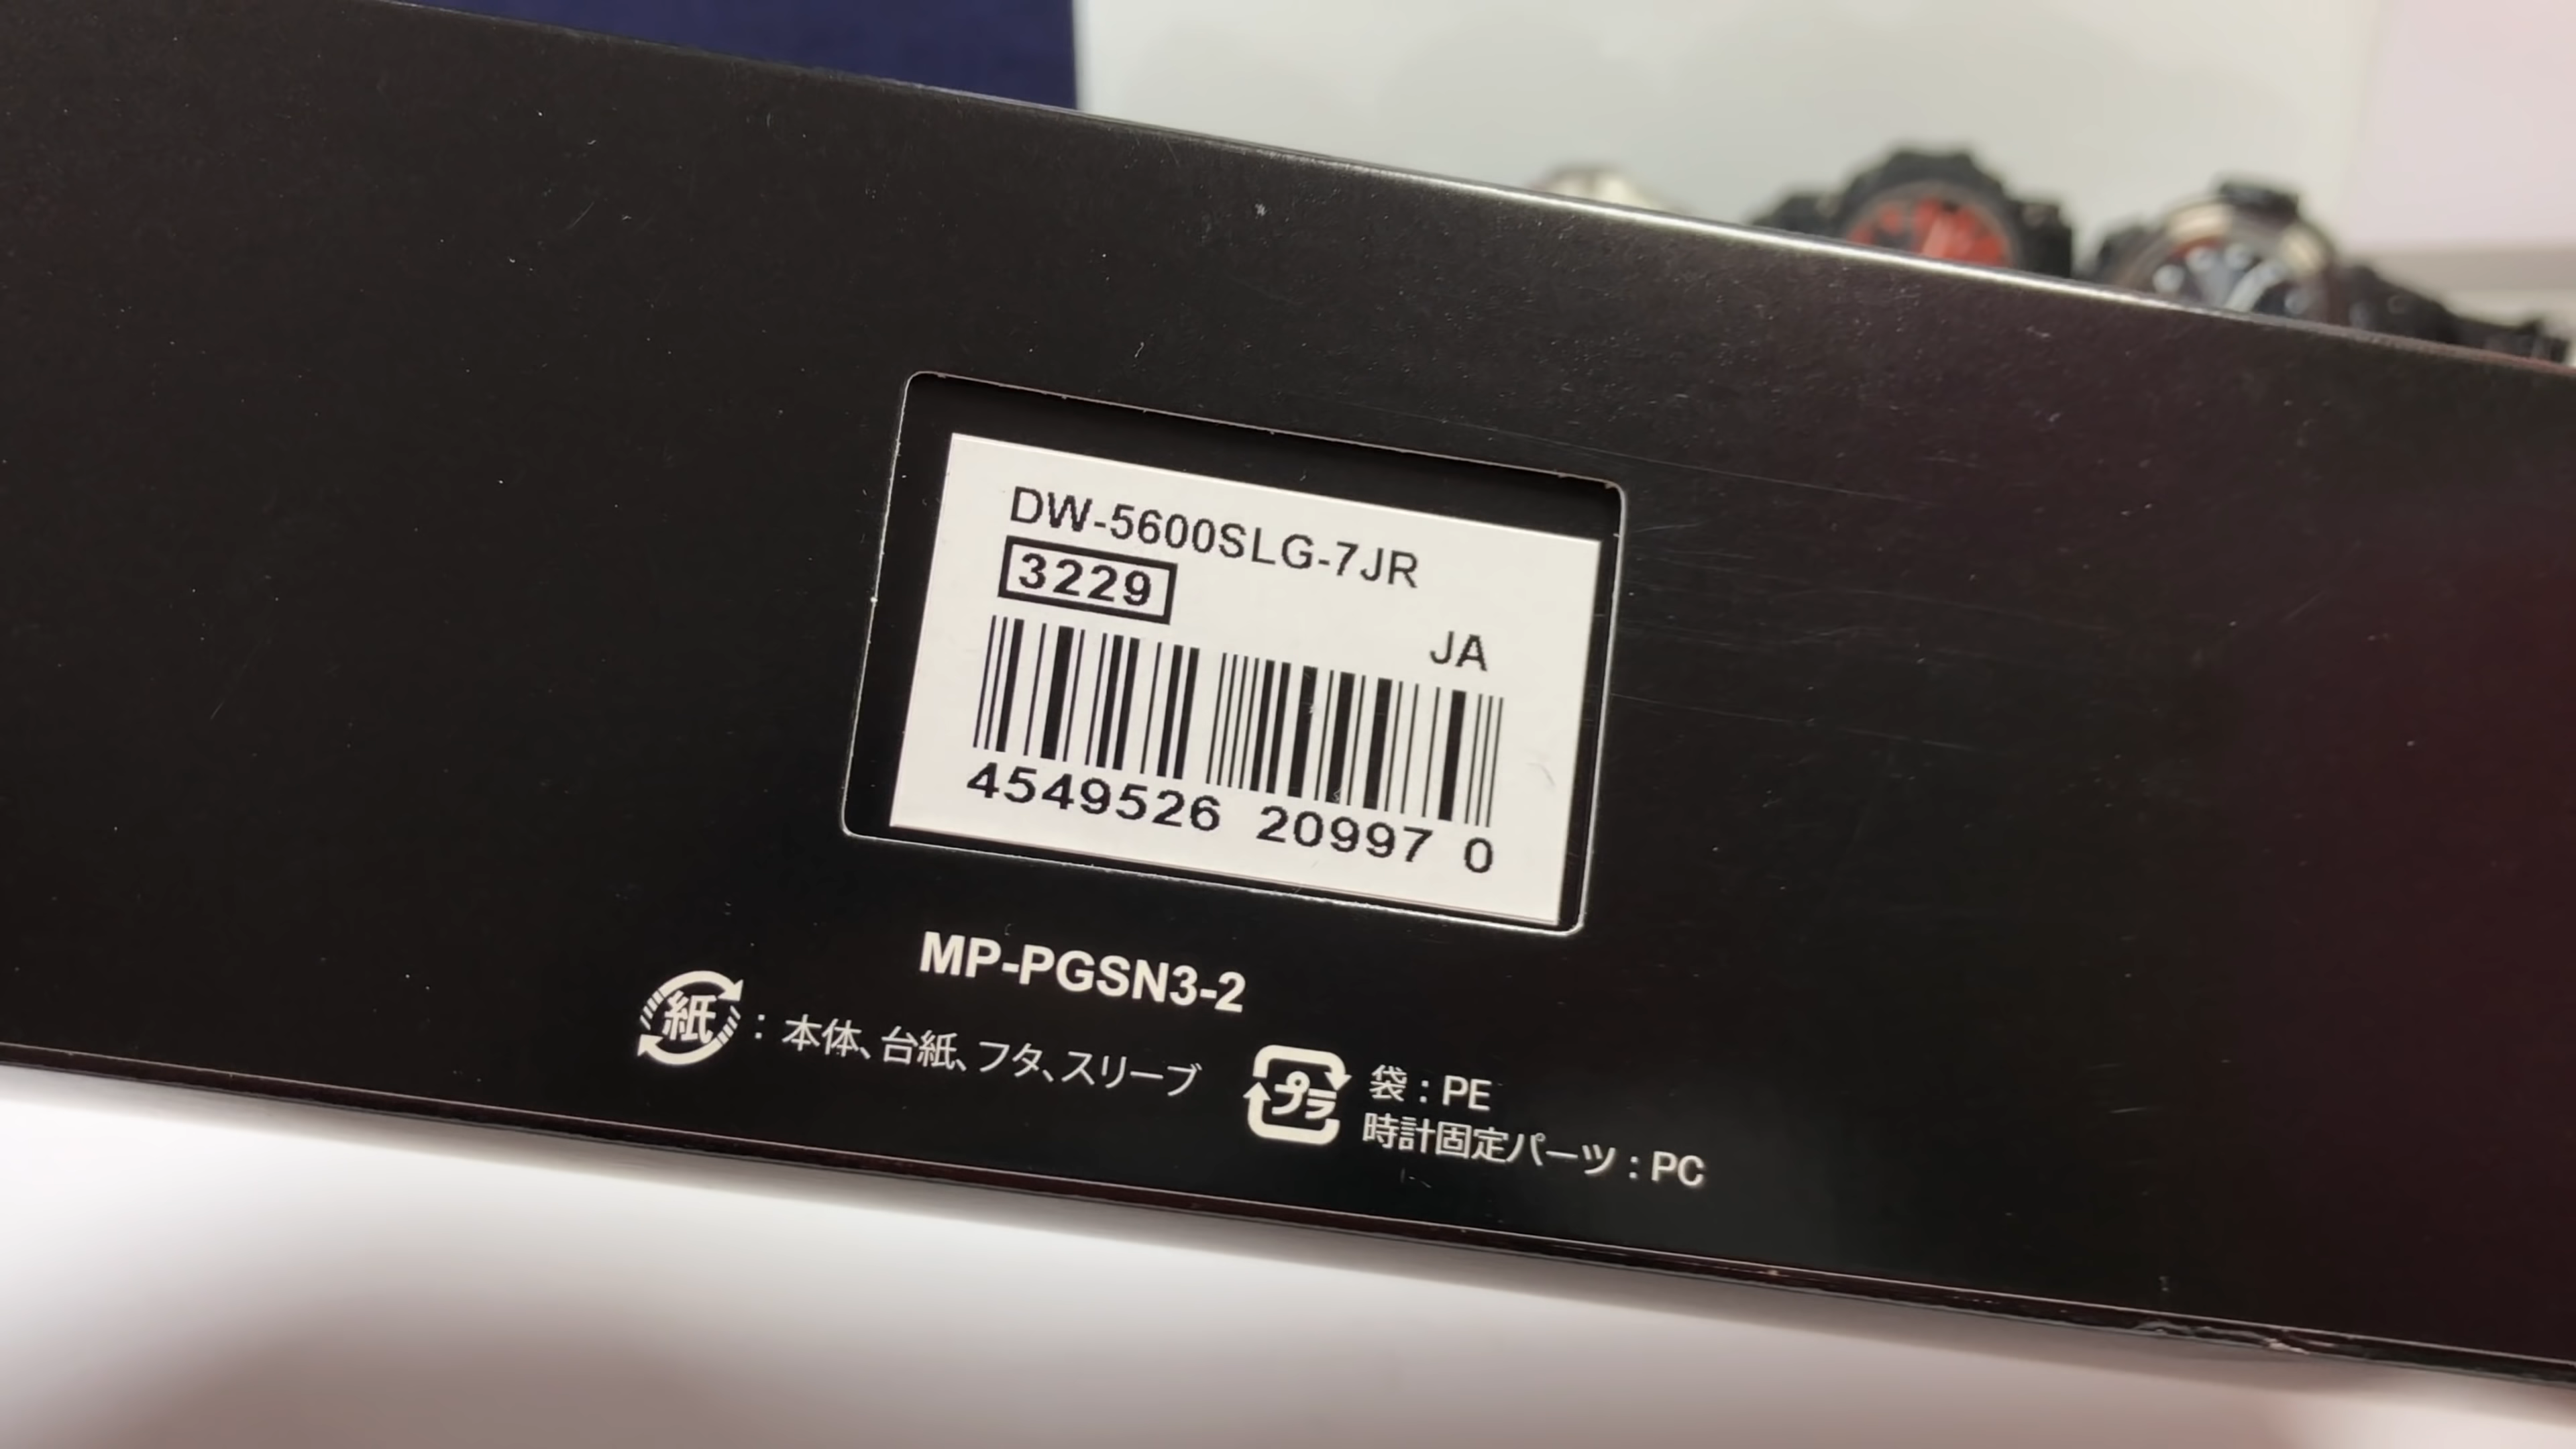 DW-5600SLG-7JR
3229
JA
4549526 20997 0
MP-PGSN3-2
紙 : 本体、台紙、フタ、スリーブ
プラ 袋 : PE
時計固定パーツ : PC